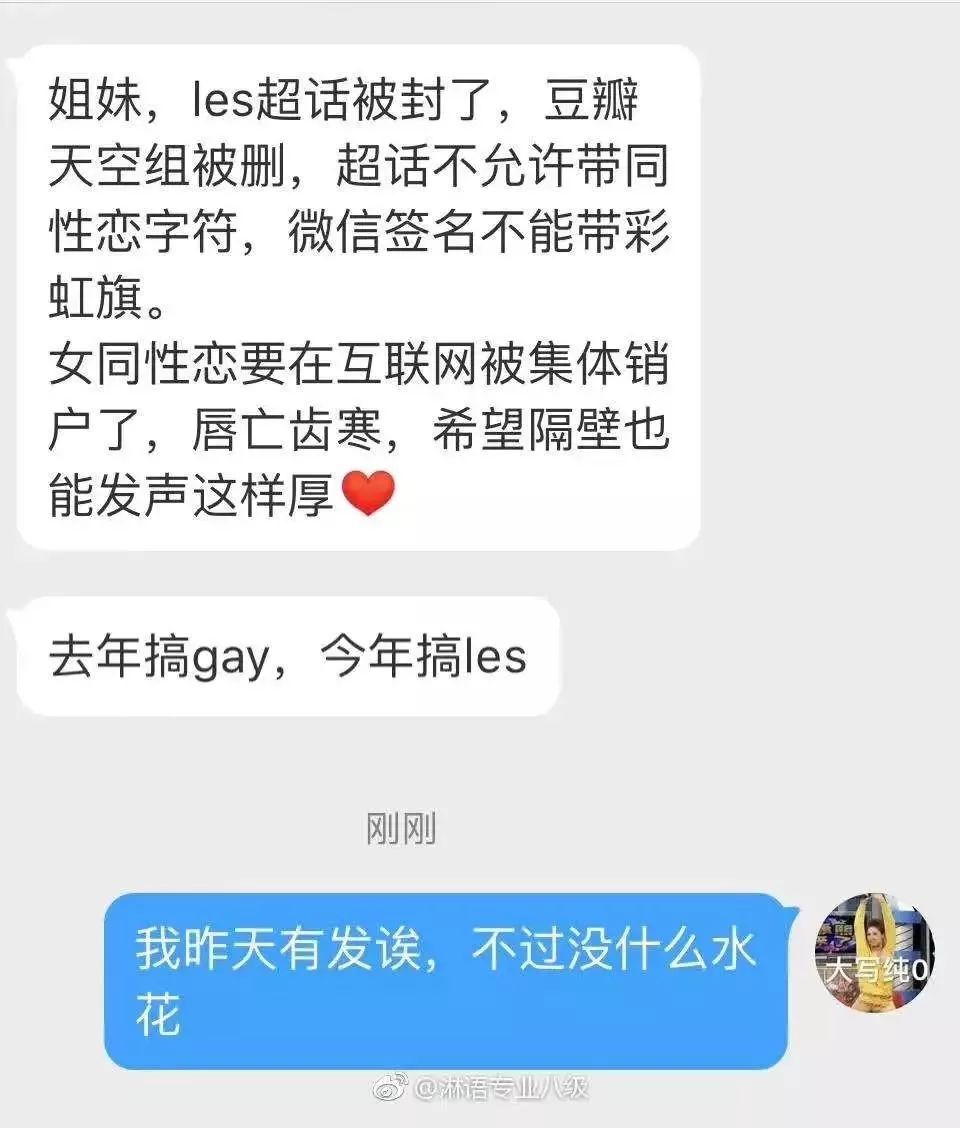 姐妹，les超话被封了，豆瓣
天空组被删，超话不允许带同
性恋字符，微信签名不能带彩
虹旗。
女同性恋要在互联网被集体销
户了，唇亡齿寒，希望隔壁也
能发声这样厚❤️
去年搞gay，今年搞les
刚刚
我昨天有发诶，不过没什么水
花
大写纯0
@淋语专业八级